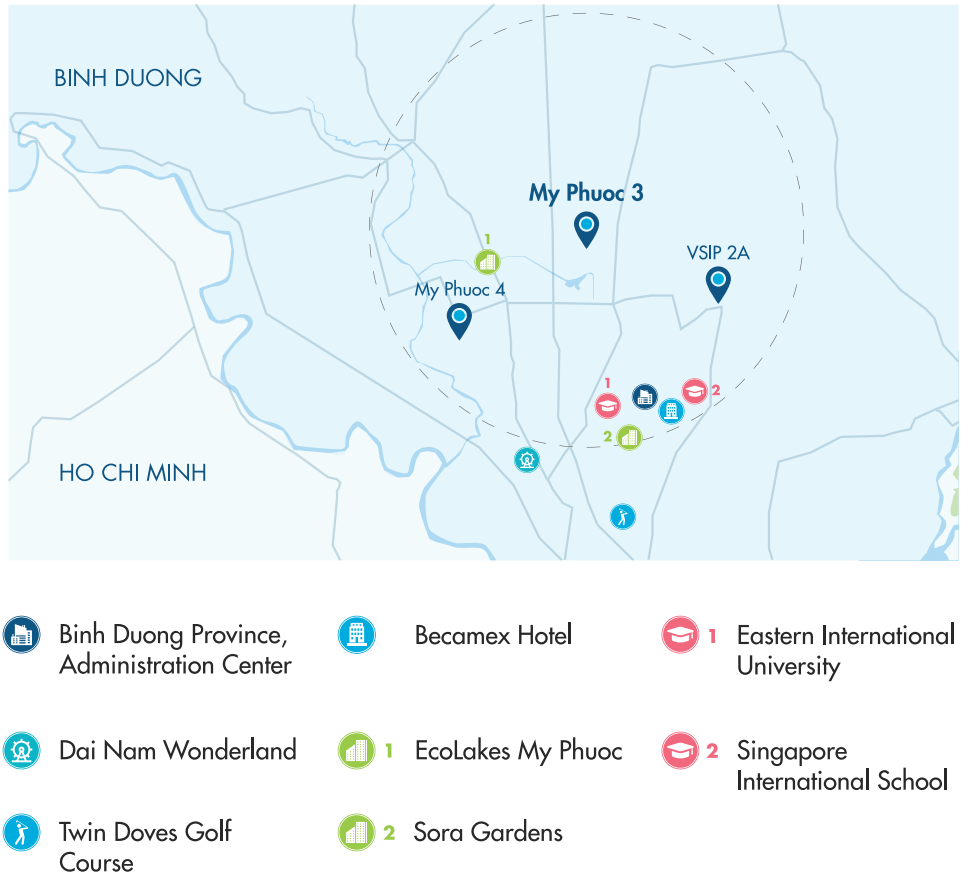 BINH DUONG
My Phuoc 3
1
VSIP 2A
My Phuoc 4
1
2
2
HO CHI MINH
Binh Duong Province,
Administration Center
Becamex Hotel
1 Eastern International
University
Dai Nam Wonderland
1 EcoLakes My Phuoc
2 Singapore
International School
Twin Doves Golf
Course
2 Sora Gardens